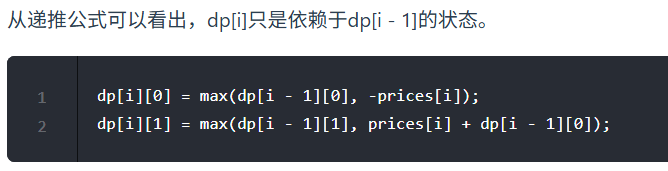 从递推公式可以看出，dp[i]只是依赖于dp[i - 1]的状态。
1 dp[i][0] = max(dp[i - 1][0], -prices[i]);
2 dp[i][1] = max(dp[i - 1][1], prices[i] + dp[i - 1][0]);